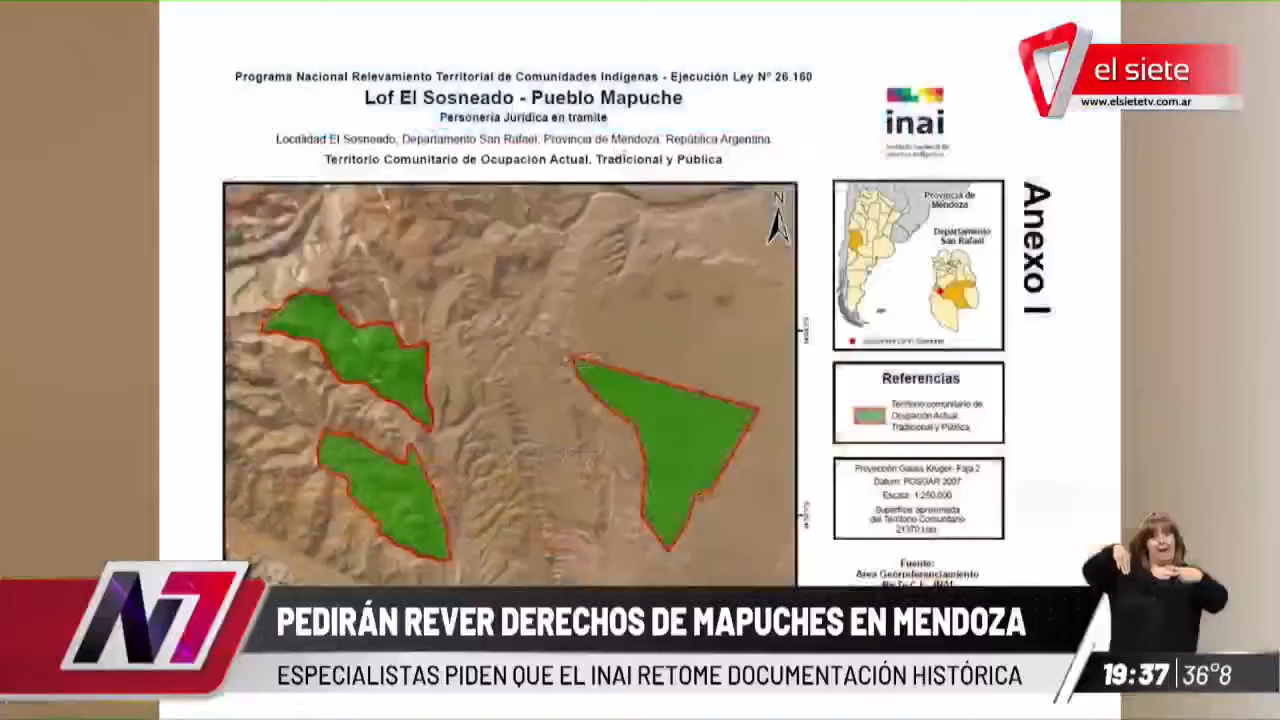 Programa Nacional Relevamiento Territorial de Comunidades Indígenas - Ejecución Ley Nº 26.160
Lof El Sosneado - Pueblo Mapuche
Personería Jurídica en tramite
Localidad El Sosneado, Departamento San Rafael, Provincia de Mendoza, República Argentina
Territorio Comunitario de Ocupación Actual, Tradicional y Pública
inai
el siete
www.elsietetv.com.ar
N
Provincia de
Mendoza
Departamento
San Rafael
Anexo I
Referencias
Territorio comunitario de
Ocupación Actual,
Tradicional y Pública
Proyección Gauss Krüger- Faja 2
Datum: POSGAR 2007
Escala: 1:250.000
Superficie aproximada
del Territorio Comunitario
Fuente:
Area Georreferenciamiento
N7
PEDIRÁN REVER DERECHOS DE MAPUCHES EN MENDOZA
ESPECIALISTAS PIDEN QUE EL INAI RETOME DOCUMENTACIÓN HISTÓRICA
19:37 36°8